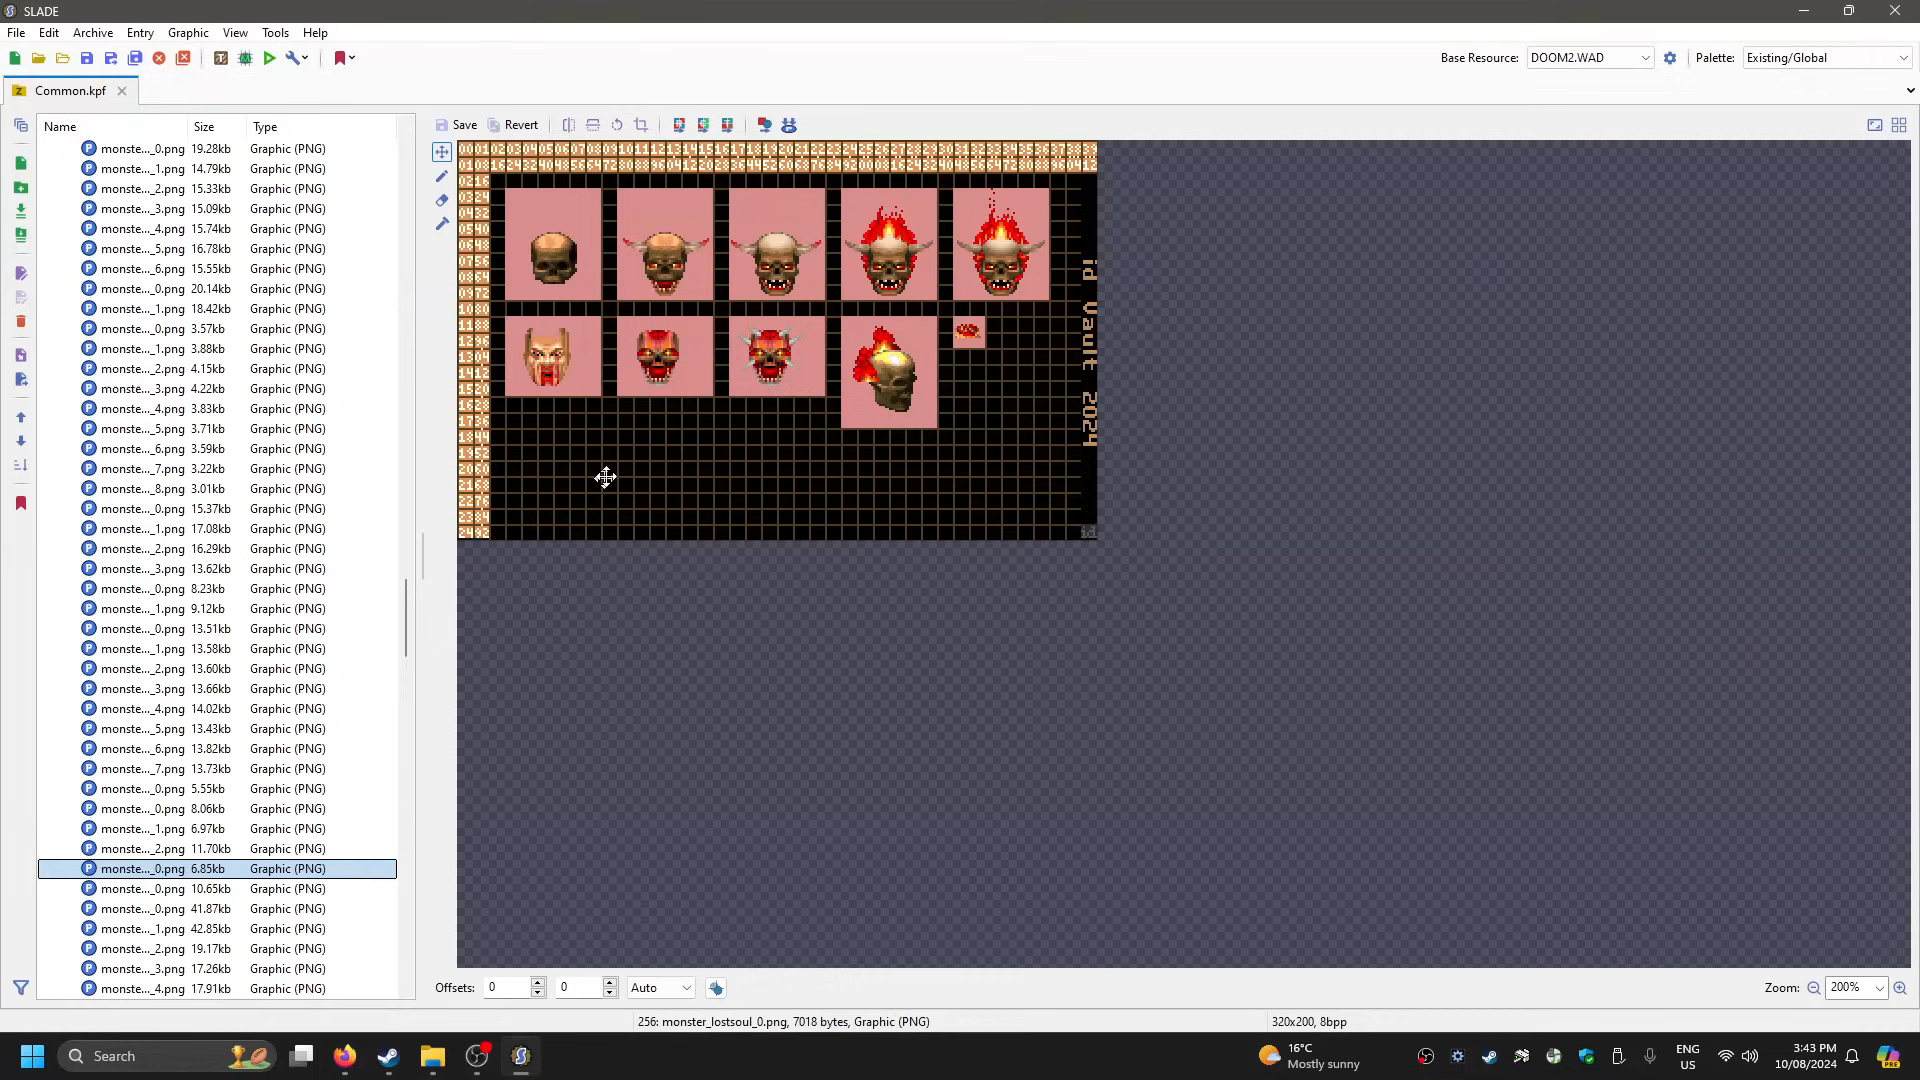 SLADE
File Edit Archive Entry Graphic View Tools Help
Base Resource: DOOM2.WAD Palette: Existing/Global
Common.kpf
Name Size Type
Save Revert
monste..._0.png 19.28kb Graphic (PNG)
monste..._1.png 14.79kb Graphic (PNG)
monste..._2.png 15.33kb Graphic (PNG)
monste..._3.png 15.09kb Graphic (PNG)
monste..._4.png 15.74kb Graphic (PNG)
monste..._5.png 16.78kb Graphic (PNG)
monste..._6.png 15.55kb Graphic (PNG)
monste..._0.png 20.14kb Graphic (PNG)
monste..._1.png 18.42kb Graphic (PNG)
monste..._0.png 3.57kb Graphic (PNG)
monste..._1.png 3.88kb Graphic (PNG)
monste..._2.png 4.15kb Graphic (PNG)
monste..._3.png 4.22kb Graphic (PNG)
monste..._4.png 3.83kb Graphic (PNG)
monste..._5.png 3.71kb Graphic (PNG)
monste..._6.png 3.59kb Graphic (PNG)
monste..._7.png 3.22kb Graphic (PNG)
monste..._8.png 3.01kb Graphic (PNG)
monste..._0.png 15.37kb Graphic (PNG)
monste..._1.png 17.08kb Graphic (PNG)
monste..._2.png 16.29kb Graphic (PNG)
monste..._3.png 13.62kb Graphic (PNG)
monste..._0.png 8.23kb Graphic (PNG)
monste..._1.png 9.12kb Graphic (PNG)
monste..._0.png 13.51kb Graphic (PNG)
monste..._1.png 13.58kb Graphic (PNG)
monste..._2.png 13.60kb Graphic (PNG)
monste..._3.png 13.66kb Graphic (PNG)
monste..._4.png 14.02kb Graphic (PNG)
monste..._5.png 13.43kb Graphic (PNG)
monste..._6.png 13.82kb Graphic (PNG)
monste..._7.png 13.73kb Graphic (PNG)
monste..._0.png 5.55kb Graphic (PNG)
monste..._0.png 8.06kb Graphic (PNG)
monste..._1.png 6.97kb Graphic (PNG)
monste..._2.png 11.70kb Graphic (PNG)
monste..._0.png 6.85kb Graphic (PNG)
monste..._0.png 10.65kb Graphic (PNG)
monste..._0.png 41.87kb Graphic (PNG)
monste..._1.png 42.85kb Graphic (PNG)
monste..._2.png 19.17kb Graphic (PNG)
monste..._3.png 17.26kb Graphic (PNG)
monste..._4.png 17.91kb Graphic (PNG)
id Vault 2024
Offsets: 0 0 Auto
Zoom: 200%
256: monster_lostsoul_0.png, 7018 bytes, Graphic (PNG)
320x200, 8bpp
Search
16°C
Mostly sunny
ENG
US
3:43 PM
10/08/2024